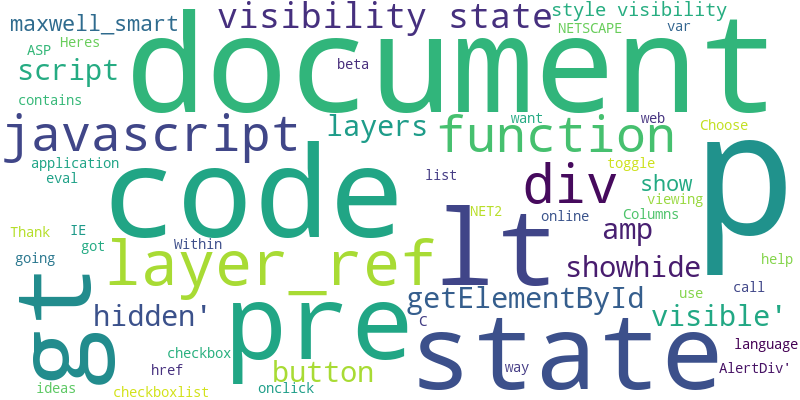 maxwell_smart
visibility state
style visibility
NETSCAPE
var
ASP
Heres
document
script
beta
contains
javascript
layers
function
want
web
Choose
p
application
eval
code
list
div
toggle
show
viewing
Columns
Thank
IE
got
Within
lt
NET2
online
amp
going
layer_ref
showhide
help
gt
hidden'
pre
getElementById
use
call
visible'
C
state
language
checkbox
href
button
way
AlertDiv'
ideas
checkboxlist
onclick